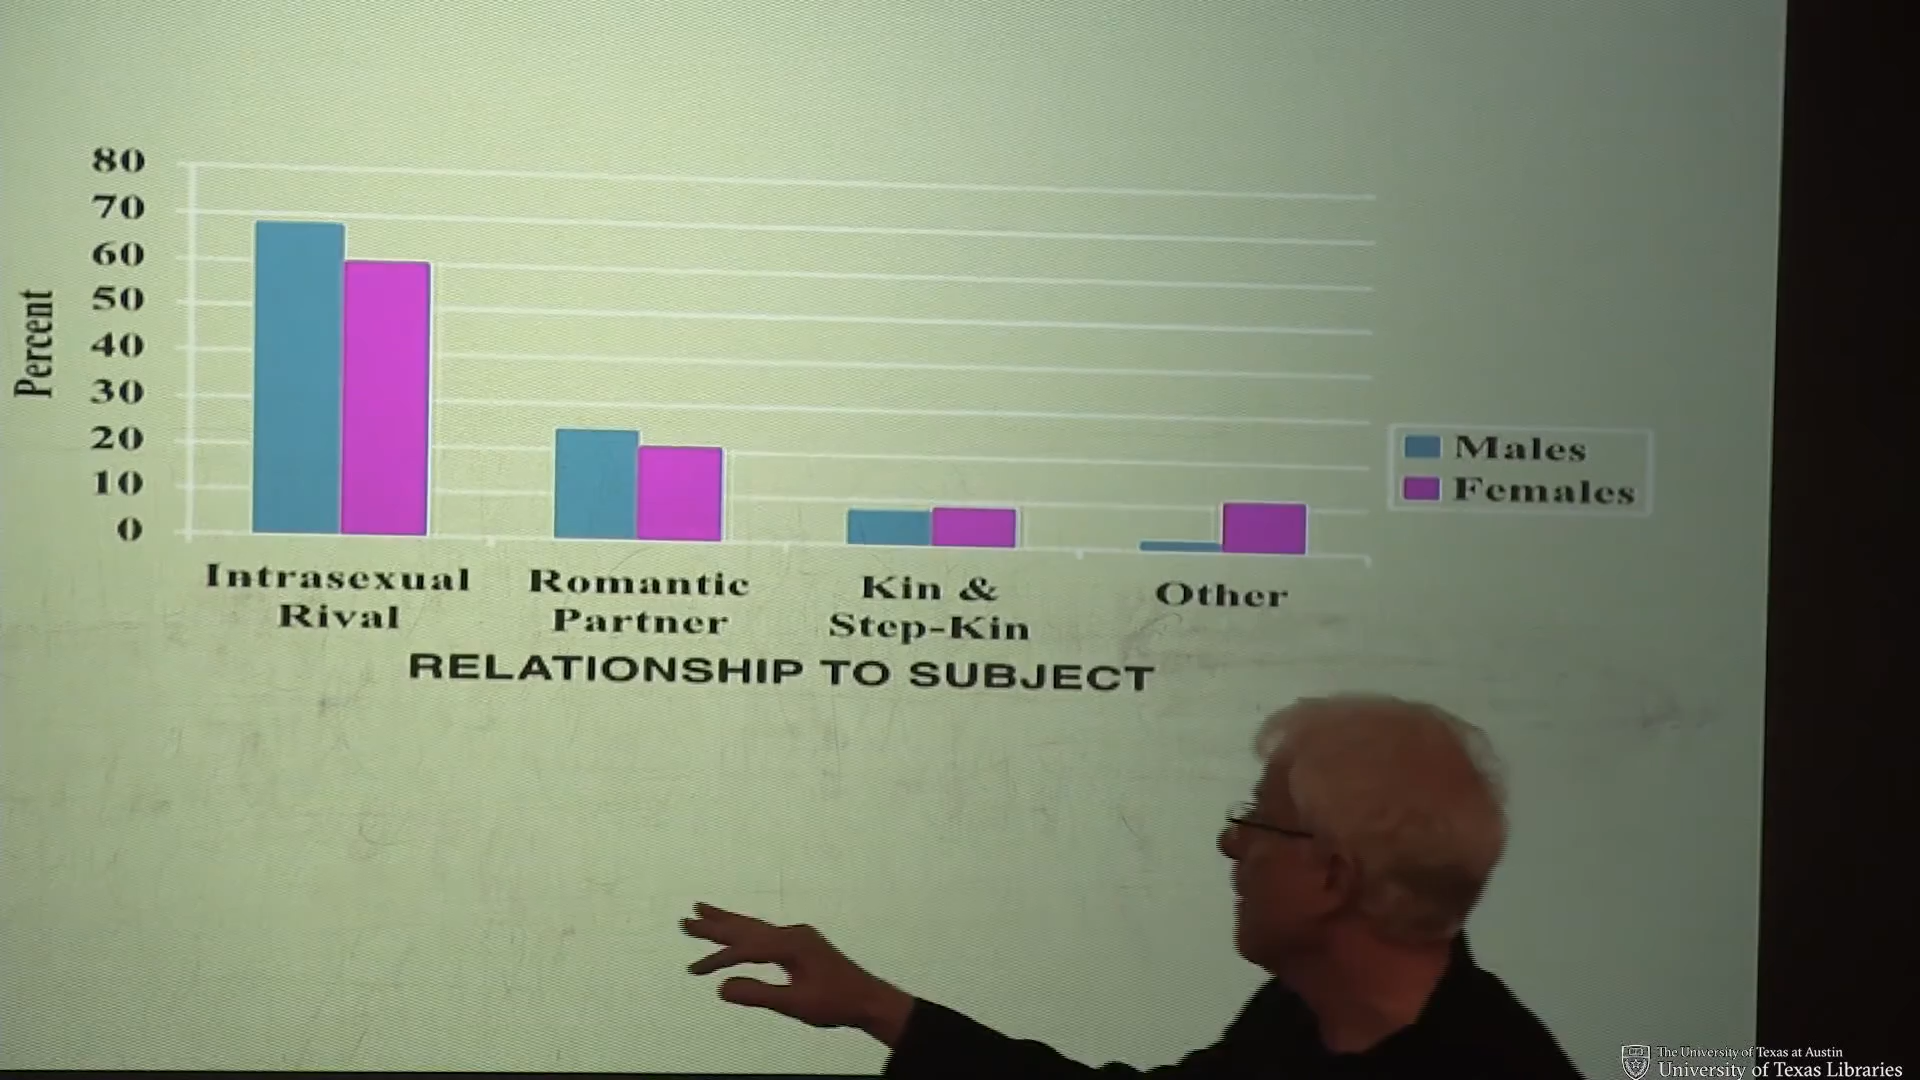 80
70
60
50
40
30
20
10
0
Percent
Intrasexual
Rival
Romantic
Partner
Kin &
Step-Kin
Other
RELATIONSHIP TO SUBJECT
Males
Females
The University of Texas at Austin
University of Texas Libraries